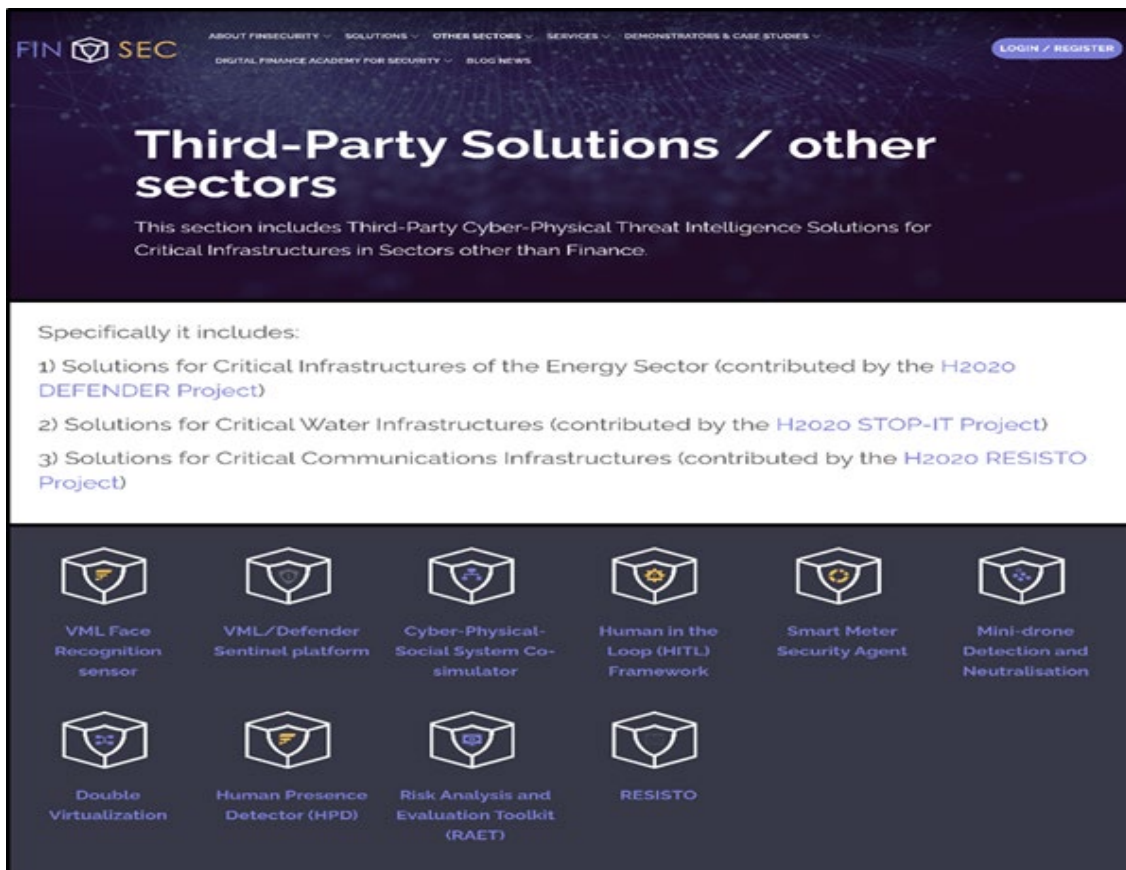 FIN SEC
ABOUT FINSECURITY SOLUTIONS OTHER SECTORS SERVICES DEMONSTRATORS & CASE STUDIES
DIGITAL FINANCE ACADEMY FOR SECURITY BLOG NEWS
LOGIN / REGISTER
Third-Party Solutions / other
sectors
This section includes Third-Party Cyber-Physical Threat Intelligence Solutions for
Critical Infrastructures in Sectors other than Finance.
Specifically it includes:
1) Solutions for Critical Infrastructures of the Energy Sector (contributed by the H2020
DEFENDER Project)
2) Solutions for Critical Water Infrastructures (contributed by the H2020 STOP-IT Project)
3) Solutions for Critical Communications Infrastructures (contributed by the H2020 RESISTO
Project)
VML Face
Recognition
sensor
VML/Defender
Sentinel platform
Cyber-Physical-
Social System Co-
simulator
Human in the
Loop (HITL)
Framework
Smart Meter
Security Agent
Mini-drone
Detection and
Neutralisation
Double
Virtualization
Human Presence
Detector (HPD)
Risk Analysis and
Evaluation Toolkit
(RAET)
RESISTO